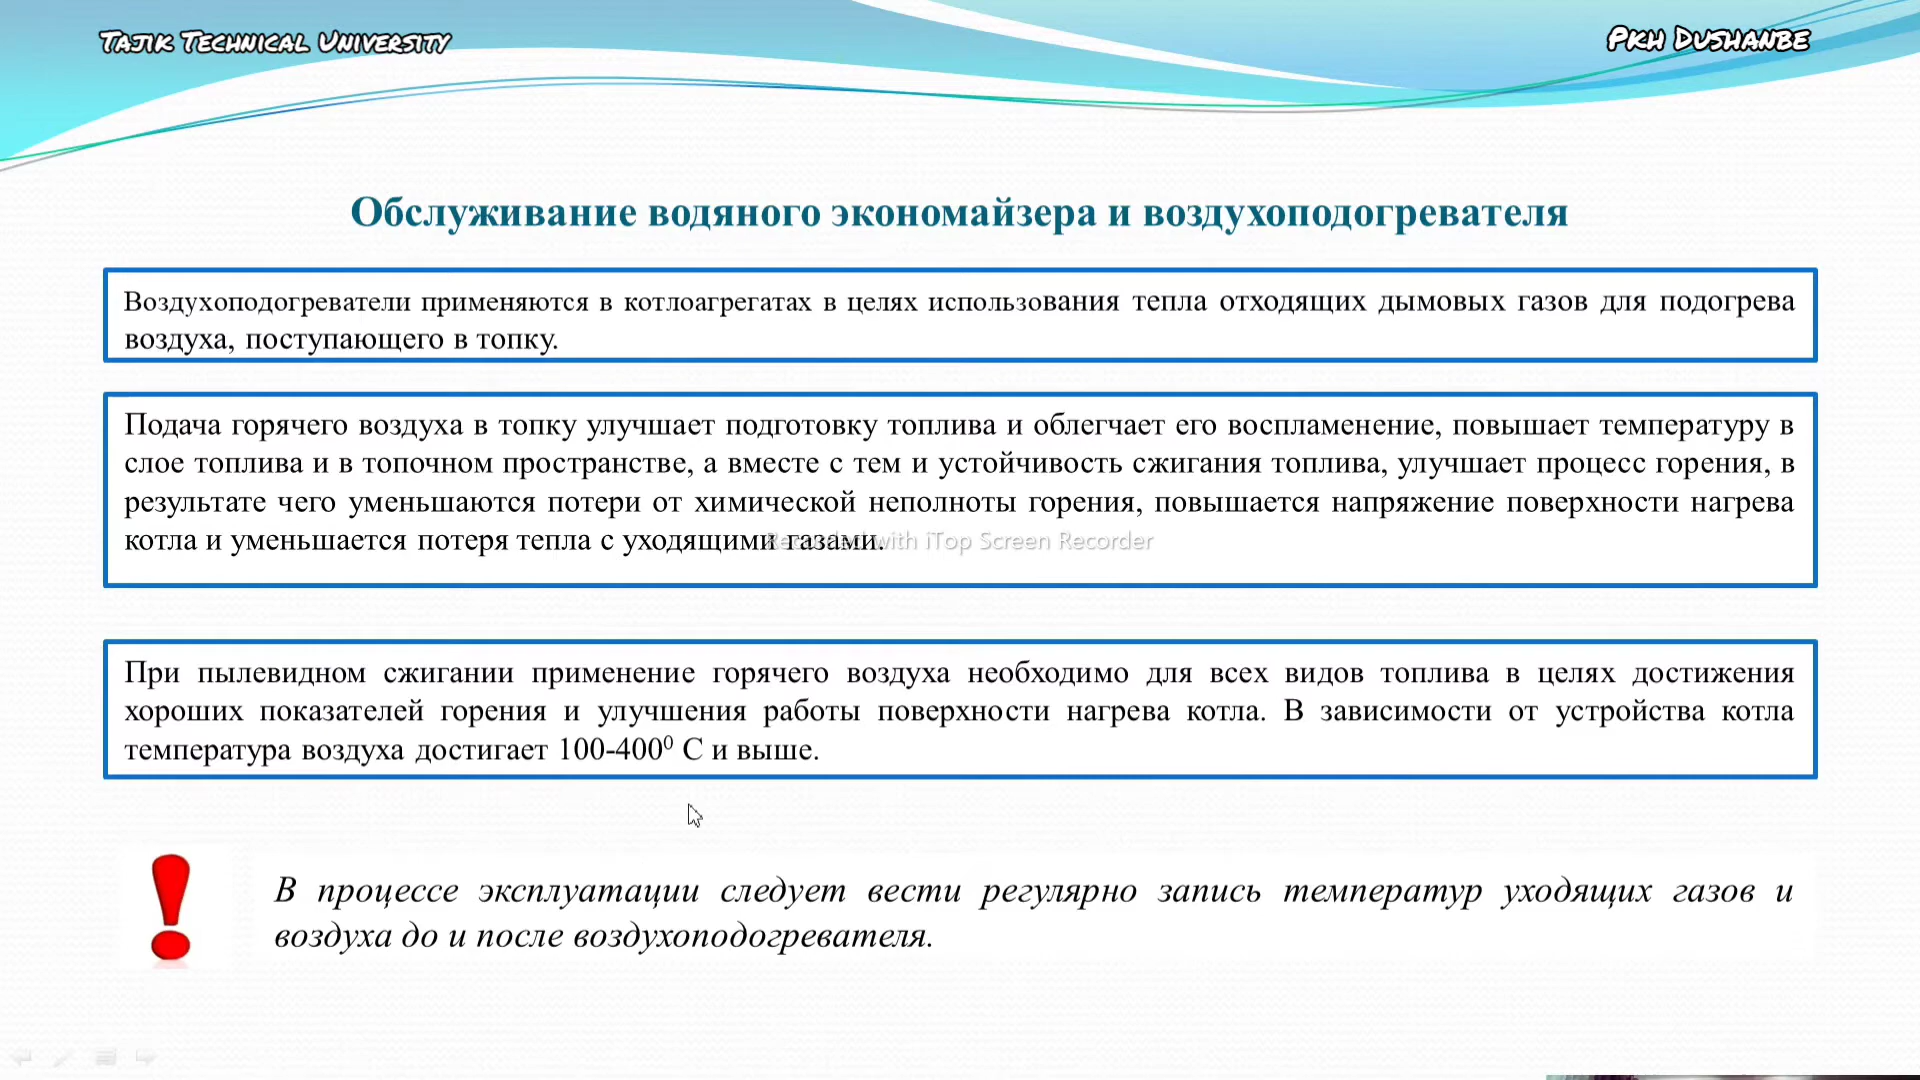 Tajik Technical University
Pkh Dushanbe
Обслуживание водяного экономайзера и воздухоподогревателя
Воздухоподогреватели применяются в котлоагрегатах в целях использования тепла отходящих дымовых газов для подогрева
воздуха, поступающего в топку.
Подача горячего воздуха в топку улучшает подготовку топлива и облегчает его воспламенение, повышает температуру в
слое топлива и в топочном пространстве, а вместе с тем и устойчивость сжигания топлива, улучшает процесс горения, в
результате чего уменьшаются потери от химической неполноты горения, повышается напряжение поверхности нагрева
котла и уменьшается потеря тепла с уходящими газами.
Recorded with iTop Screen Recorder
При пылевидном сжигании применение горячего воздуха необходимо для всех видов топлива в целях достижения
хороших показателей горения и улучшения работы поверхности нагрева котла. В зависимости от устройства котла
температура воздуха достигает 100-400⁰ С и выше.
В процессе эксплуатации следует вести регулярно запись температур уходящих газов и
воздуха до и после воздухоподогревателя.